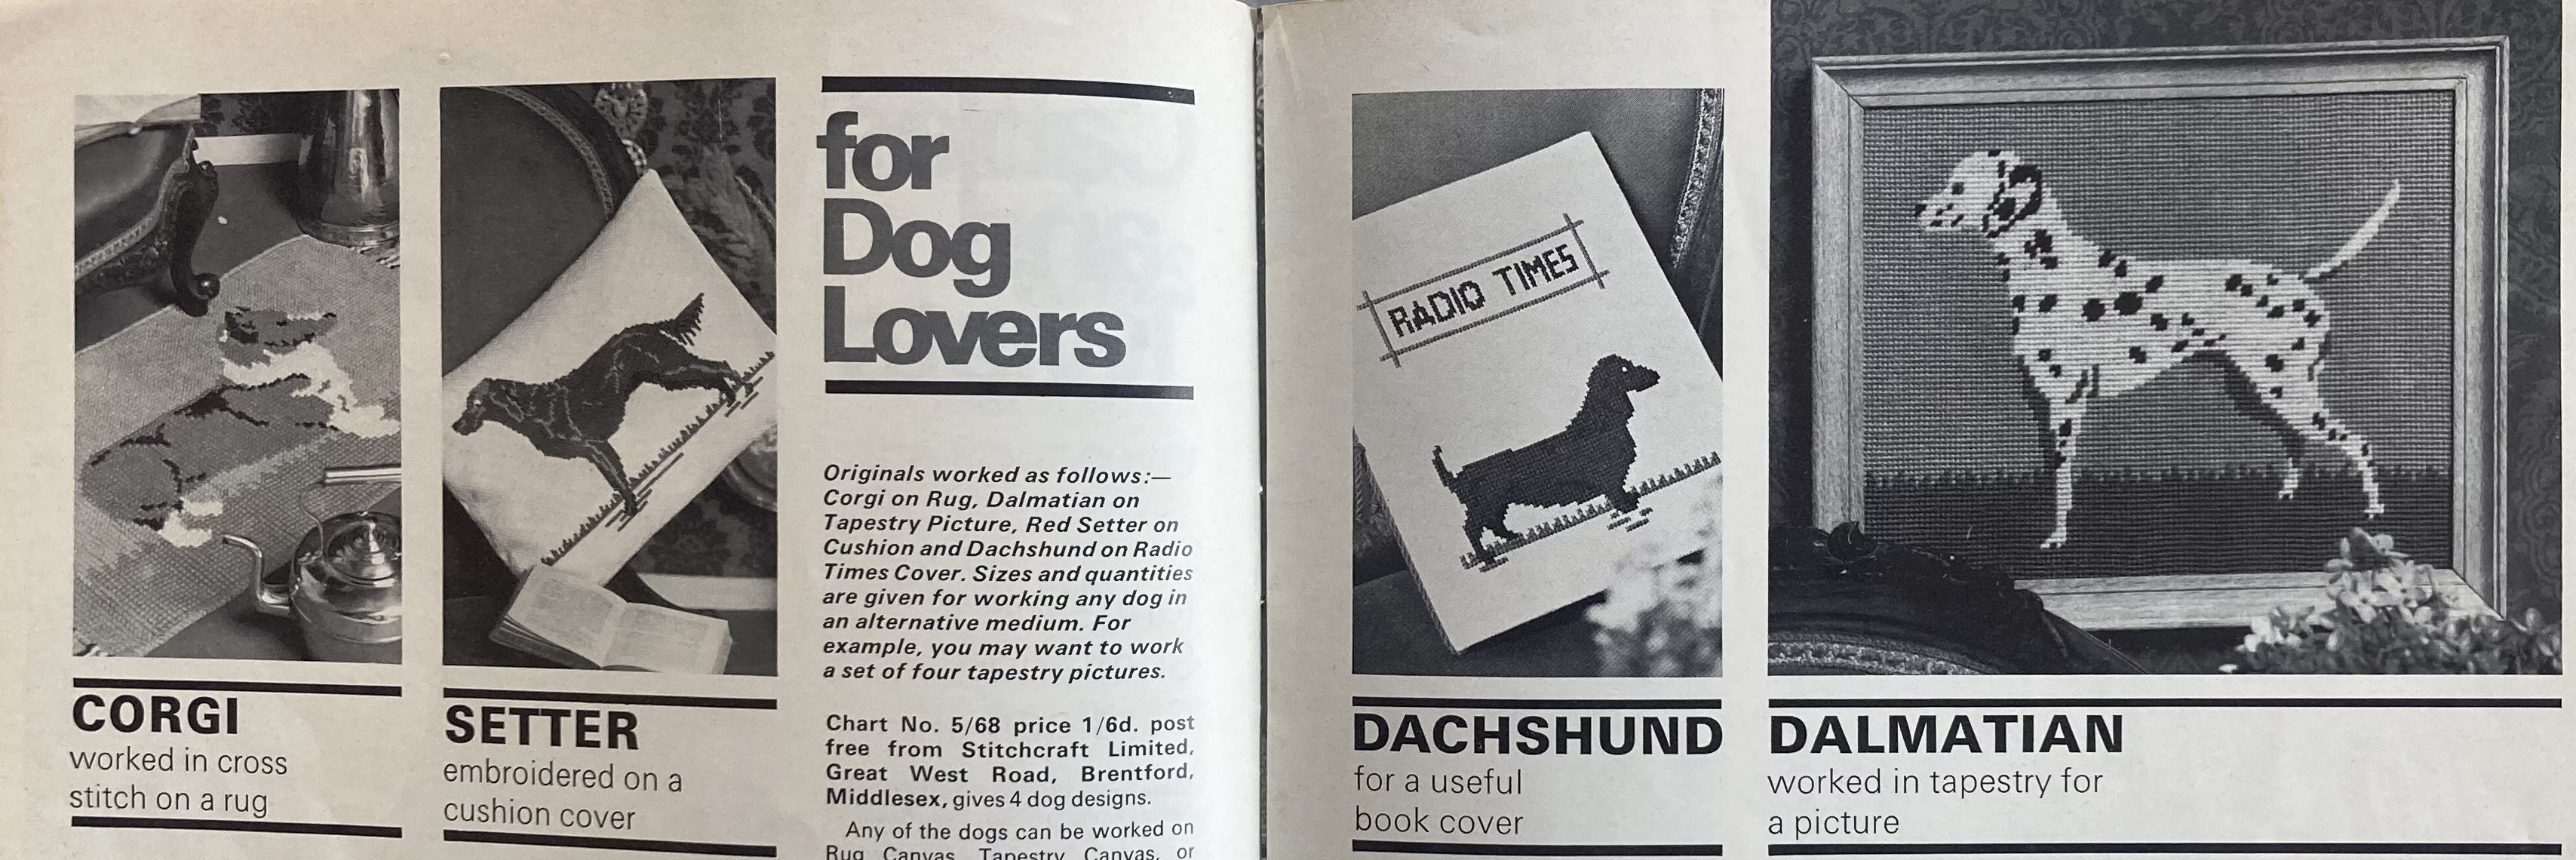 CORGI
worked in cross
stitch on a rug
SETTER
embroidered on a
cushion cover
for
Dog
Lovers
Originals worked as follows:—
Corgi on Rug, Dalmatian on
Tapestry Picture, Red Setter on
Cushion and Dachshund on Radio
Times Cover. Sizes and quantities
are given for working any dog in
an alternative medium. For
example, you may want to work
a set of four tapestry pictures.
Chart No. 5/68 price 1/6d. post
free from Stitchcraft Limited,
Great West Road, Brentford,
Middlesex, gives 4 dog designs.
Any of the dogs can be worked on
Rug Canvas, Tapestry Canvas, or
RADIO TIMES
DACHSHUND
for a useful
book cover
DALMATIAN
worked in tapestry for
a picture